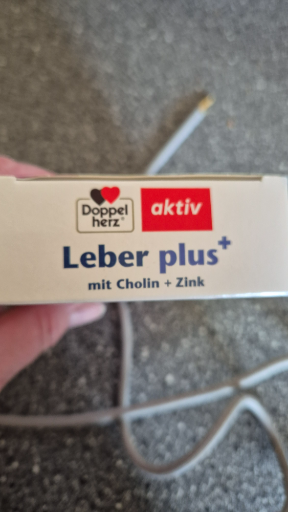 Doppel
herz®
aktiv
Leber plus+
mit Cholin + Zink